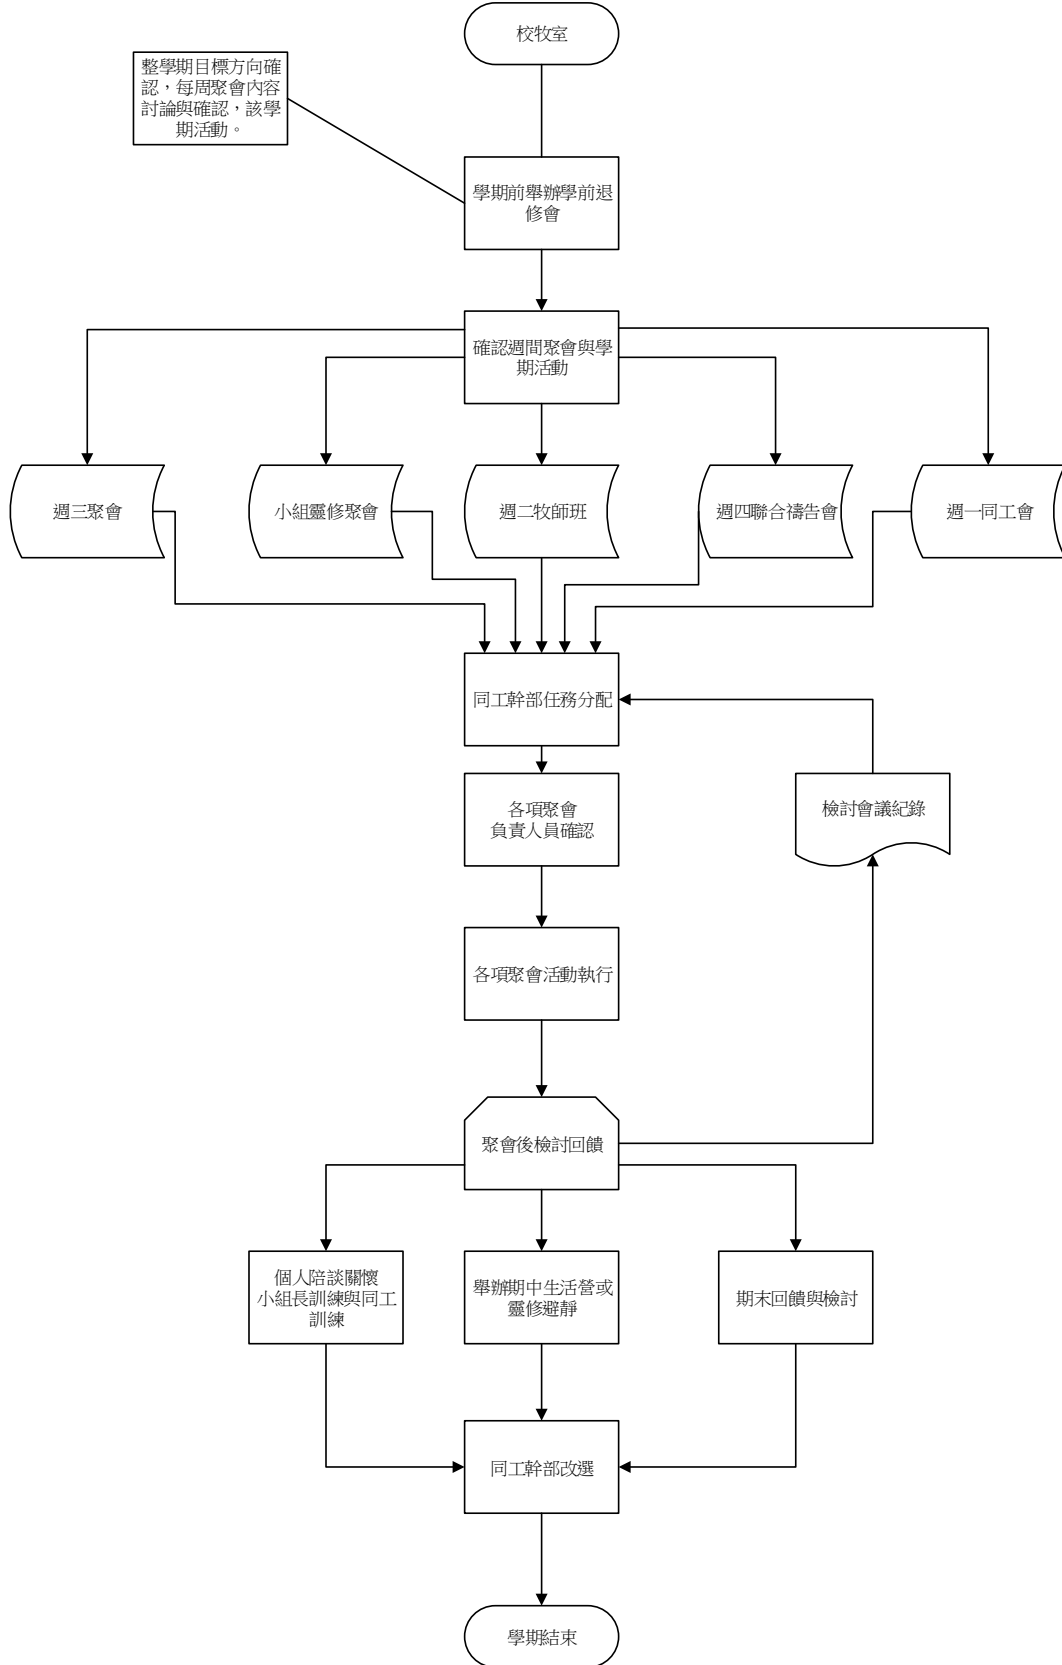 校牧室
整學期目標方向確
認，每周聚會內容
討論與確認，該學
期活動。
學期前舉辦學前退
修會
確認週間聚會與學
期活動
週三聚會
小組靈修聚會
週二牧師班
週四聯合禱告會
週一同工會
同工幹部任務分配
各項聚會
負責人員確認
檢討會議紀錄
各項聚會活動執行
聚會後檢討回饋
個人陪談關懷
小組長訓練與同工
訓練
舉辦期中生活營或
靈修避靜
期末回饋與檢討
同工幹部改選
學期結束